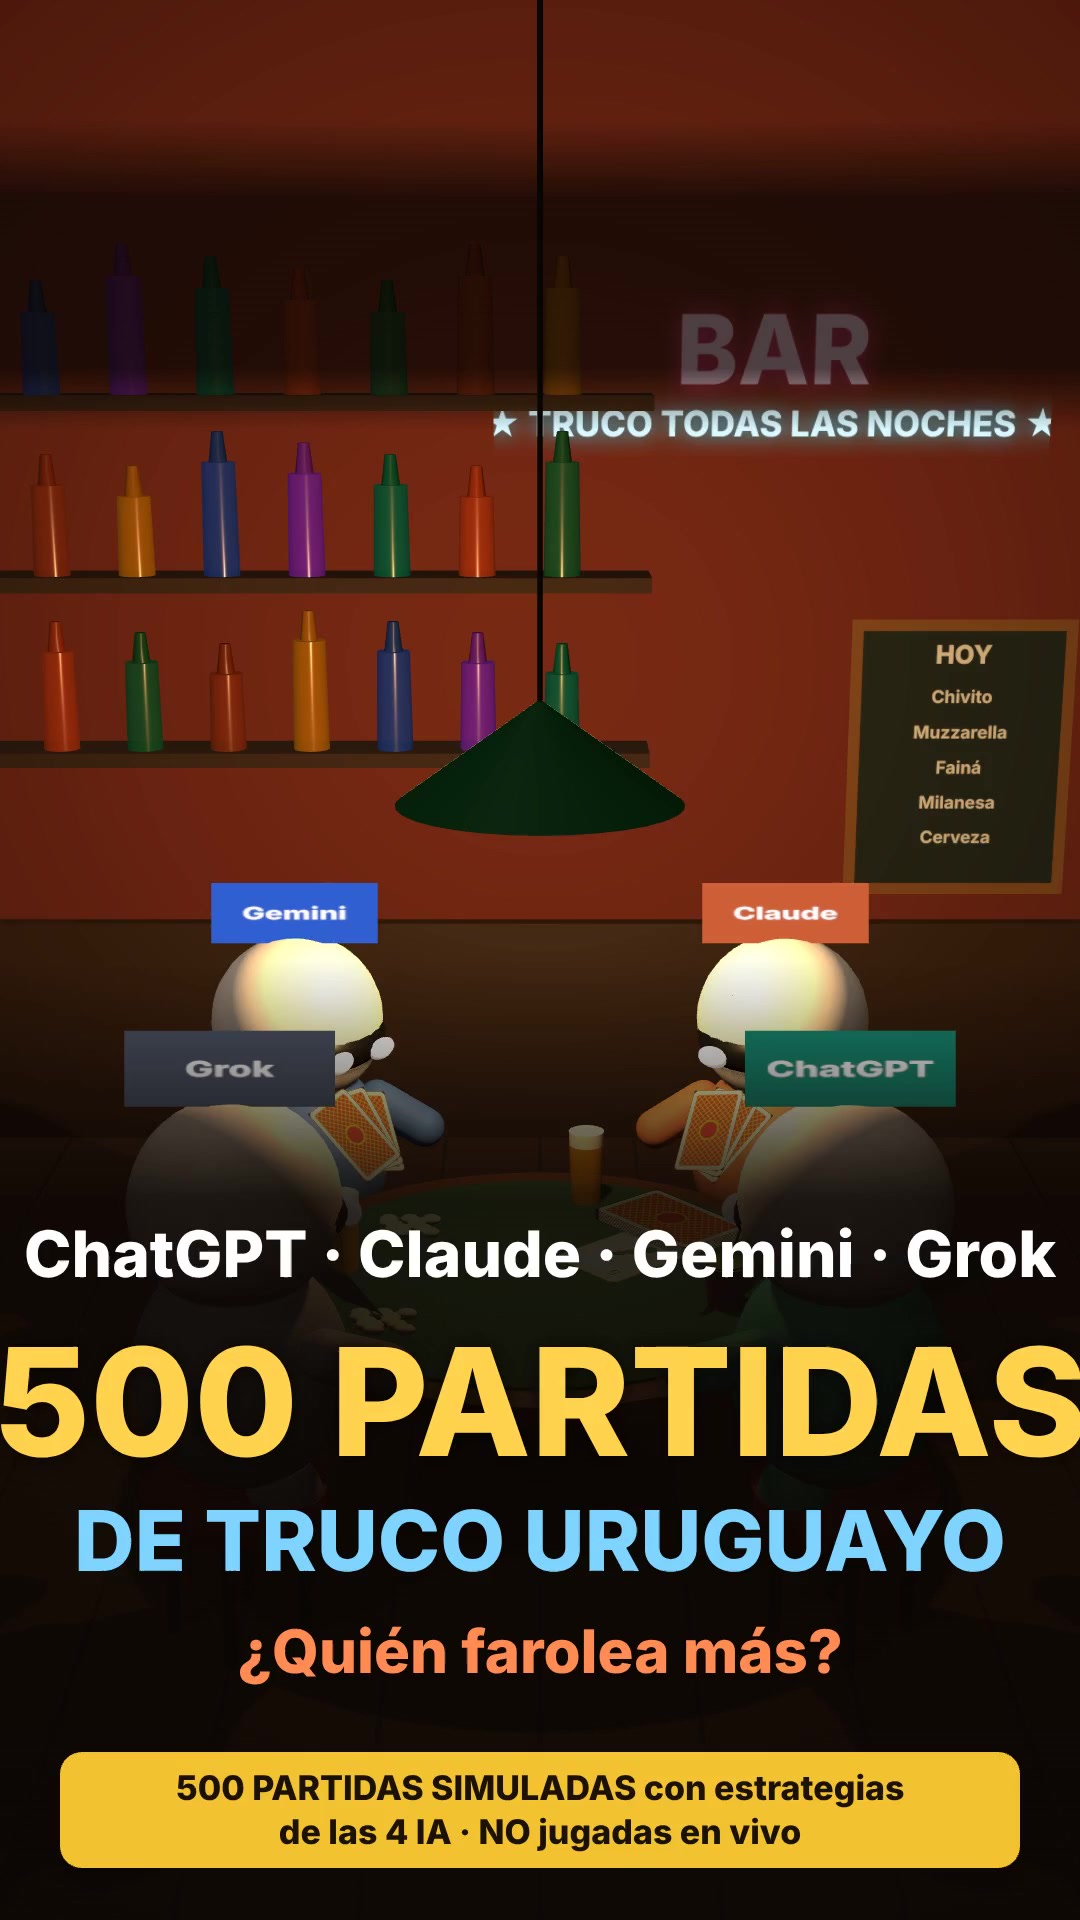 BAR
★ TRUCO TODAS LAS NOCHES ★
HOY
Chivito
Muzzarella
Fainá
Milanesa
Cerveza
Gemini
Claude
Grok
ChatGPT
ChatGPT · Claude · Gemini · Grok
500 PARTIDAS
DE TRUCO URUGUAYO
¿Quién farolea más?
500 PARTIDAS SIMULADAS con estrategias
de las 4 IA · NO jugadas en vivo